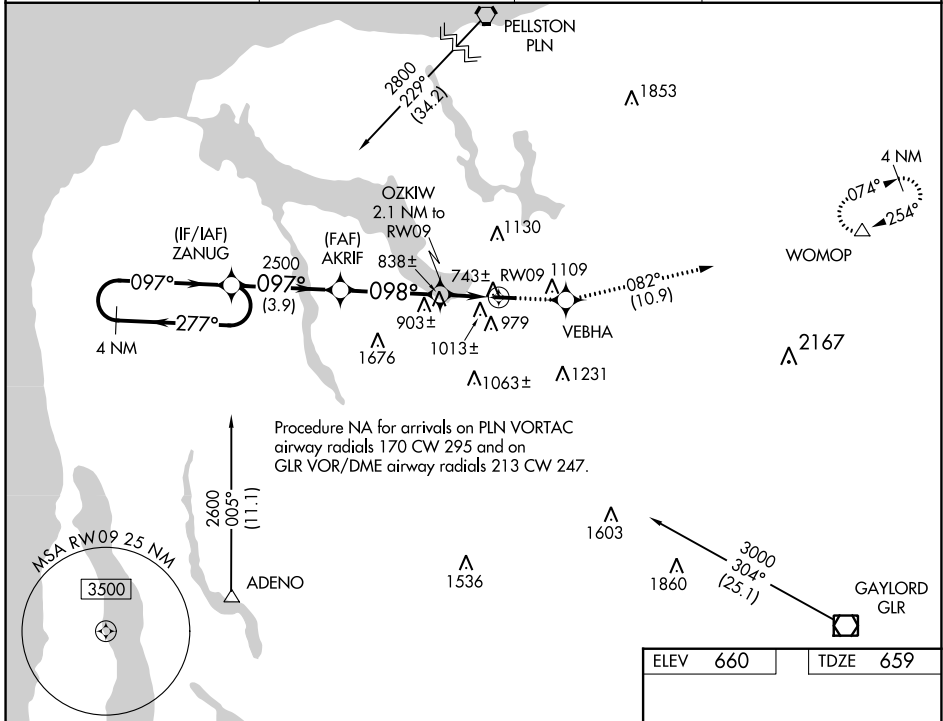 PELLSTON
PLN
2800
229°
(34.2)
1853
4 NM
074°
254°
WOMOP
OZKIW
2.1 NM to
RW09
1130
(IF/IAF)
ZANUG
(FAF)
AKRIF
838±
743±
RW09
1109
2500
097°
097°
(3.9)
098°
082°
(10.9)
277°
4 NM
903±
979
VEBHA
1013±
1676
2167
1063±
1231
Procedure NA for arrivals on PLN VORTAC
airway radials 170 CW 295 and on
GLR VOR/DME airway radials 213 CW 247.
2600
005°
(11.1)
1603
3000
304°
(25.1)
MSA RW09 25 NM
3500
ADENO
1536
1860
GAYLORD
GLR
ELEV 660
TDZE 659